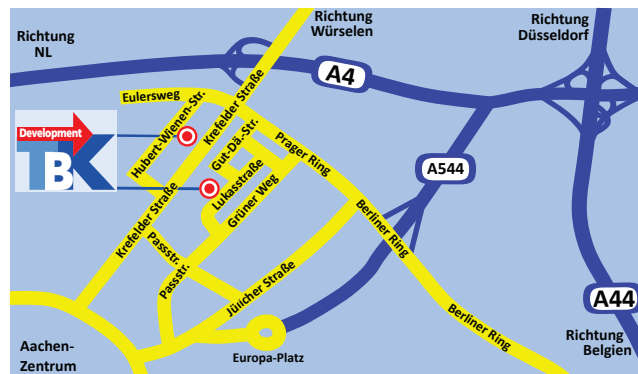 Richtung
NL
Richtung
Würselen
Richtung
Düsseldorf
A4
Eulersweg
Krefelder Straße
Hubert-Wienen-Str.
Gut-Dä.-Str.
Prager Ring
Development
TBK
Lukasstraße
Grüner Weg
A544
Krefelder Straße
Passstr.
Passstr.
Jülicher Straße
Berliner Ring
Berliner Ring
A44
Richtung
Belgien
Europa-Platz
Aachen-
Zentrum